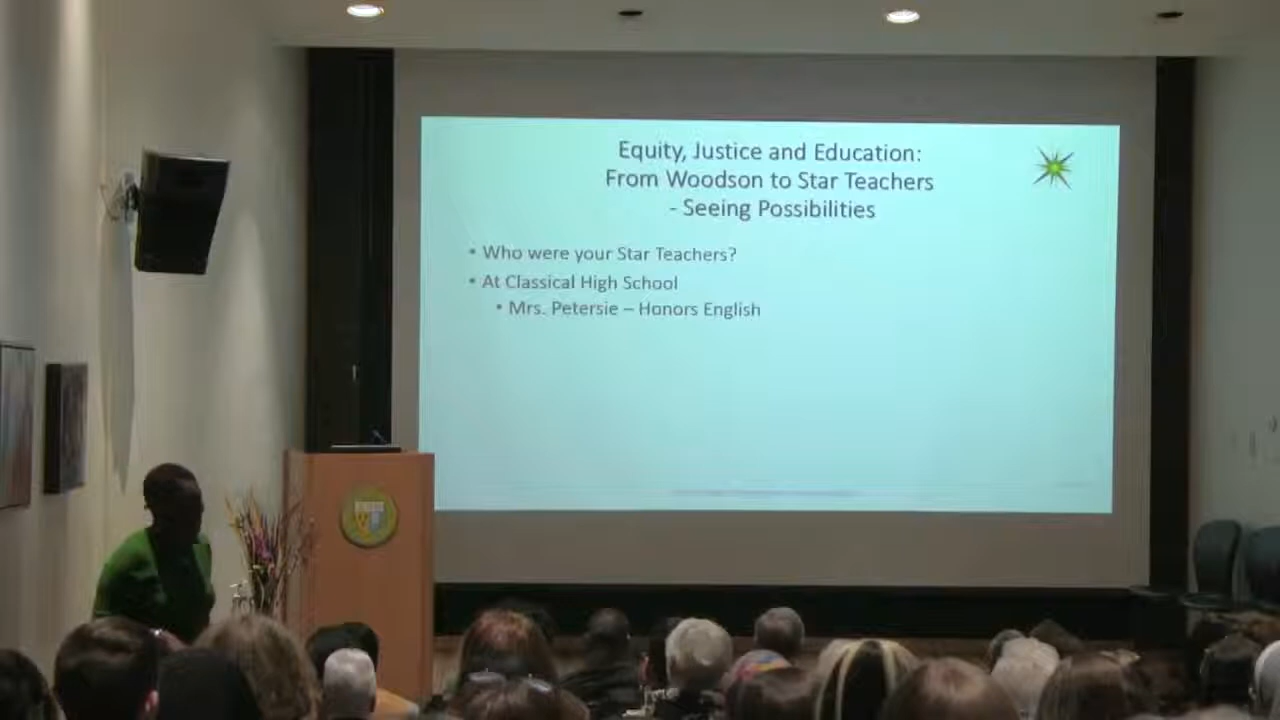 Equity, Justice and Education:
From Woodson to Star Teachers
- Seeing Possibilities
• Who were your Star Teachers?
• At Classical High School
• Mrs. Petersie – Honors English